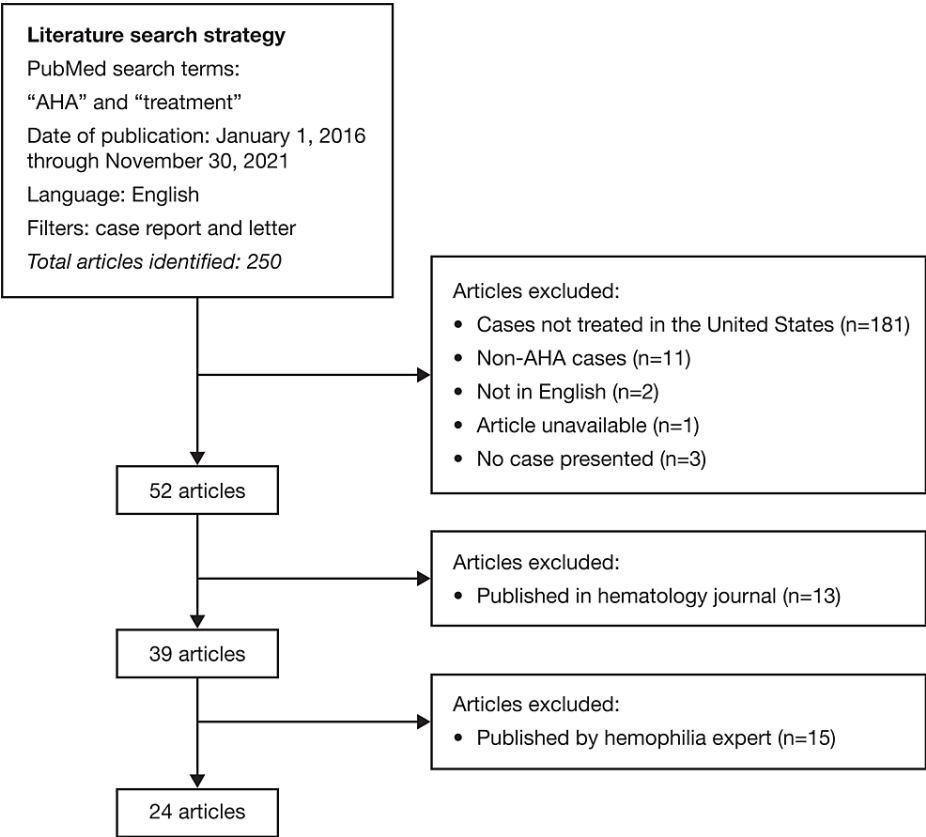 Literature search strategy
PubMed search terms:
“AHA” and “treatment”
Date of publication: January 1, 2016
through November 30, 2021
Language: English
Filters: case report and letter
Total articles identified: 250
Articles excluded:
• Cases not treated in the United States (n=181)
• Non-AHA cases (n=11)
• Not in English (n=2)
• Article unavailable (n=1)
• No case presented (n=3)
52 articles
Articles excluded:
• Published in hematology journal (n=13)
39 articles
Articles excluded:
• Published by hemophilia expert (n=15)
24 articles